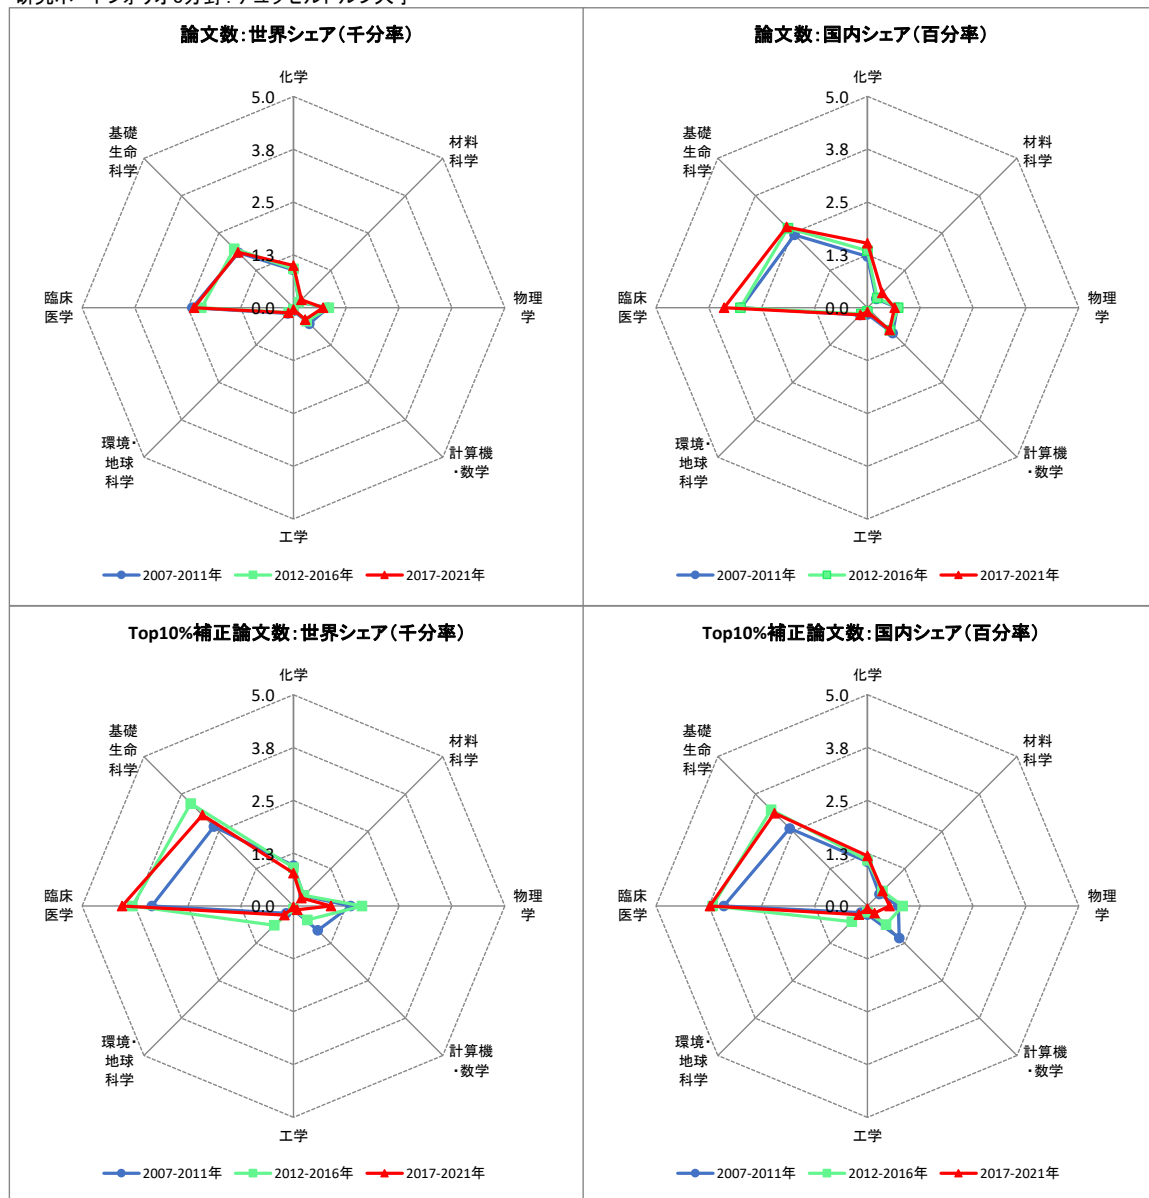 論文数：世界シェア（千分率）
化学
5.0
3.8
2.5
1.3
0.0
材料
科学
物理
学
計算機
・数学
工学
環境・
地球
科学
臨床
医学
基礎
生命
科学
2007-2011年 2012-2016年 2017-2021年
論文数：国内シェア（百分率）
化学
5.0
3.8
2.5
1.3
0.0
材料
科学
物理
学
計算機
・数学
工学
環境・
地球
科学
臨床
医学
基礎
生命
科学
2007-2011年 2012-2016年 2017-2021年
Top10%補正論文数：世界シェア（千分率）
化学
5.0
3.8
2.5
1.3
0.0
材料
科学
物理
学
計算機
・数学
工学
環境・
地球
科学
臨床
医学
基礎
生命
科学
2007-2011年 2012-2016年 2017-2021年
Top10%補正論文数：国内シェア（百分率）
化学
5.0
3.8
2.5
1.3
0.0
材料
科学
物理
学
計算機
・数学
工学
環境・
地球
科学
臨床
医学
基礎
生命
科学
2007-2011年 2012-2016年 2017-2021年